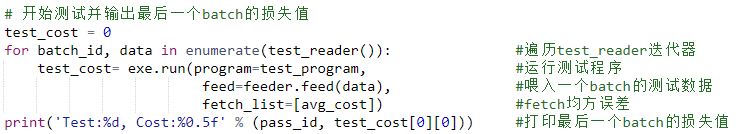 # 开始测试并输出最后一个batch的损失值
test_cost = 0
for batch_id, data in enumerate(test_reader()): #遍历test_reader迭代器
test_cost= exe.run(program=test_program, #运行测试程序
feed=feeder.feed(data), #喂入一个batch的测试数据
fetch_list=[avg_cost]) #fetch均方误差
print('Test:%d, Cost:%0.5f' % (pass_id, test_cost[0][0])) #打印最后一个batch的损失值